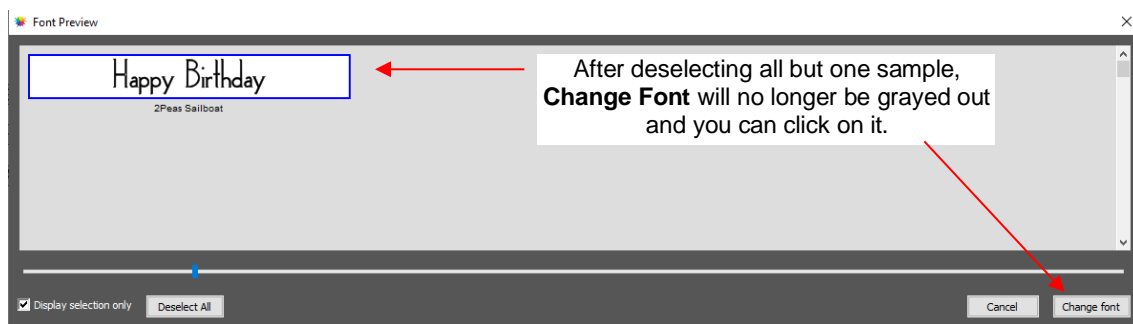 Font Preview
Happy Birthday
2Peas Sailboat
After deselecting all but one sample,
Change Font will no longer be grayed out
and you can click on it.
Display selection only
Deselect All
Cancel
Change font